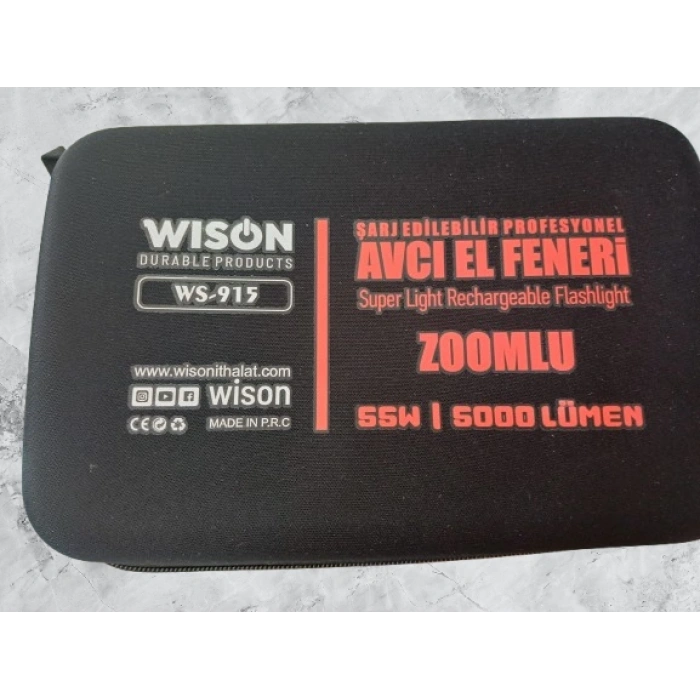 WISON
DURABLE PRODUCTS
WS-915
www.wisonithalat.com
wison
CE
MADE IN P.R.C
ŞARJ EDİLEBİLİR PROFESYONEL
AVCI EL FENERİ
Super Light Rechargeable Flashlight
ZOOMLU
55W | 5000 LÜMEN